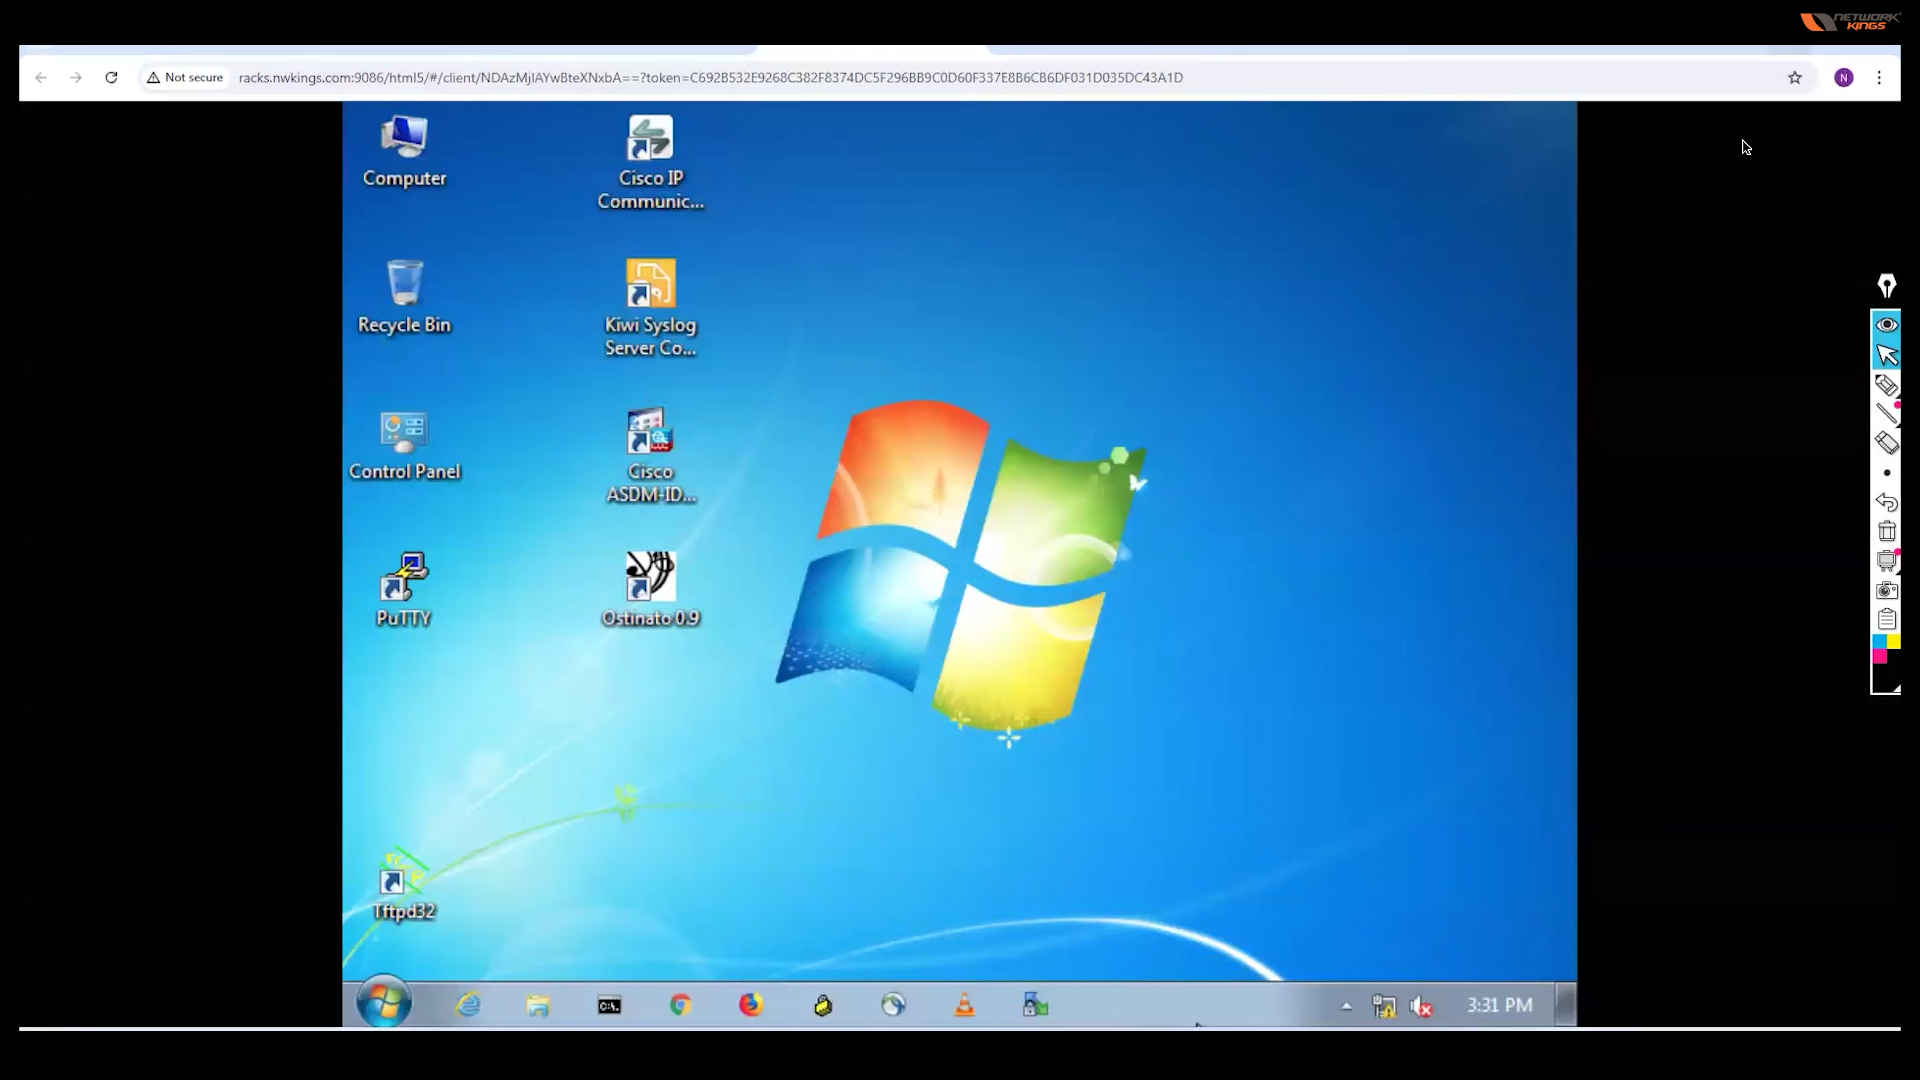 NETWORK
KINGS
Not secure
racks.nwkings.com:9086/html5/#/client/NDAzMjIAYwBteXNxbA==?token=C692B532E9268C382F8374DC5F296BB9C0D60F337E8B6CB6DF031D035DC43A1D
N
Computer
Cisco IP
Communic...
Recycle Bin
Kiwi Syslog
Server Co...
Control Panel
Cisco
ASDM-ID...
PuTTY
Ostinato 0.9
Tftpd32
C:\.
3:31 PM